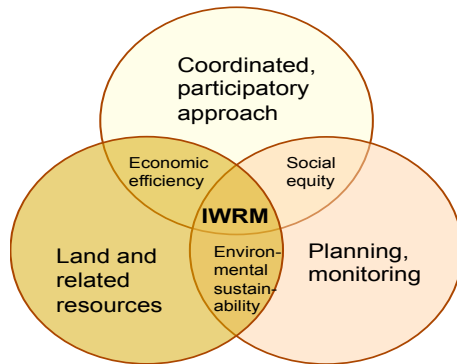 Coordinated,
participatory
approach
Economic
efficiency
Social
equity
IWRM
Land and
related
resources
Environ-
mental
sustain-
ability
Planning,
monitoring